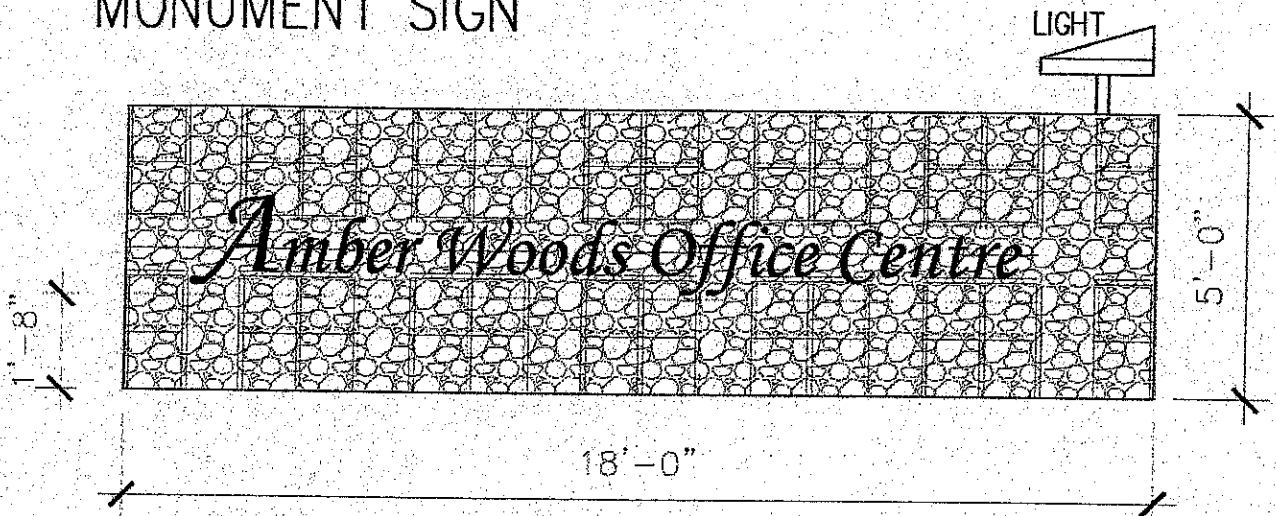 MONUMENT SIGN
LIGHT
Amber Woods Office Centre
1'-8"
5'-0"
18'-0"